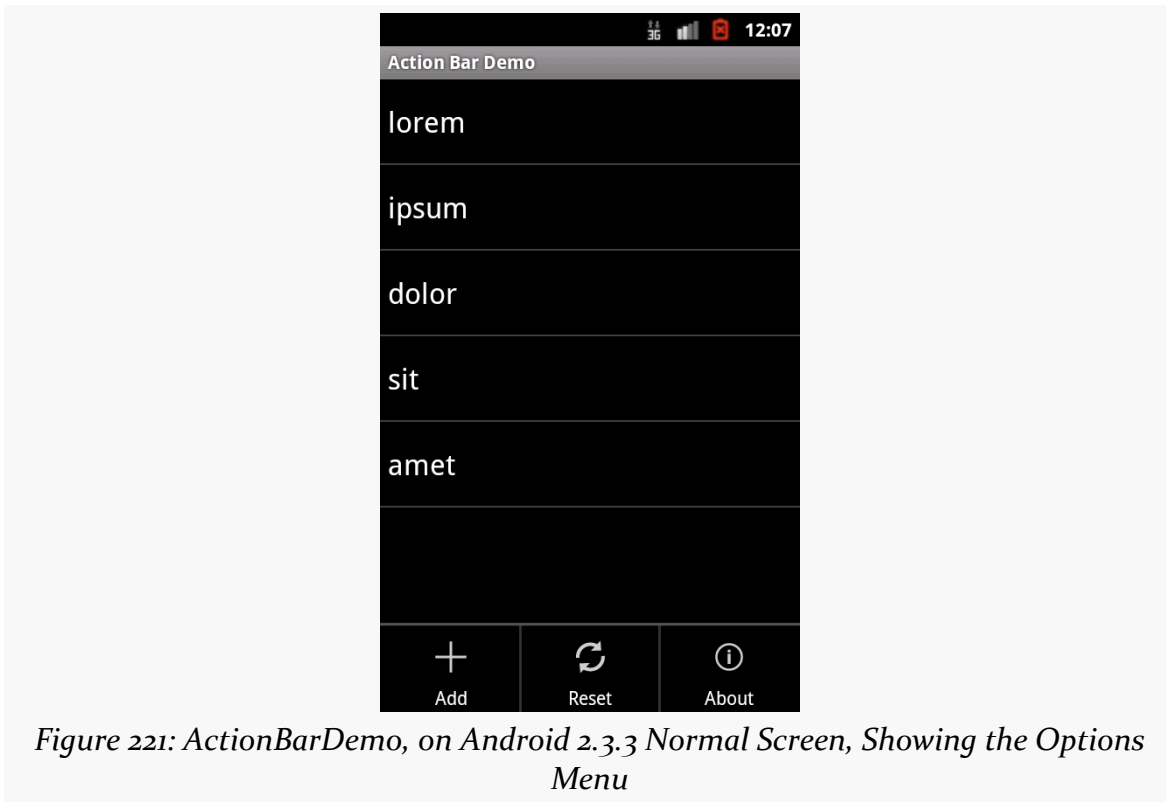 3G 12:07
Action Bar Demo
lorem
ipsum
dolor
sit
amet
Add Reset About
Figure 221: ActionBarDemo, on Android 2.3.3 Normal Screen, Showing the Options
Menu